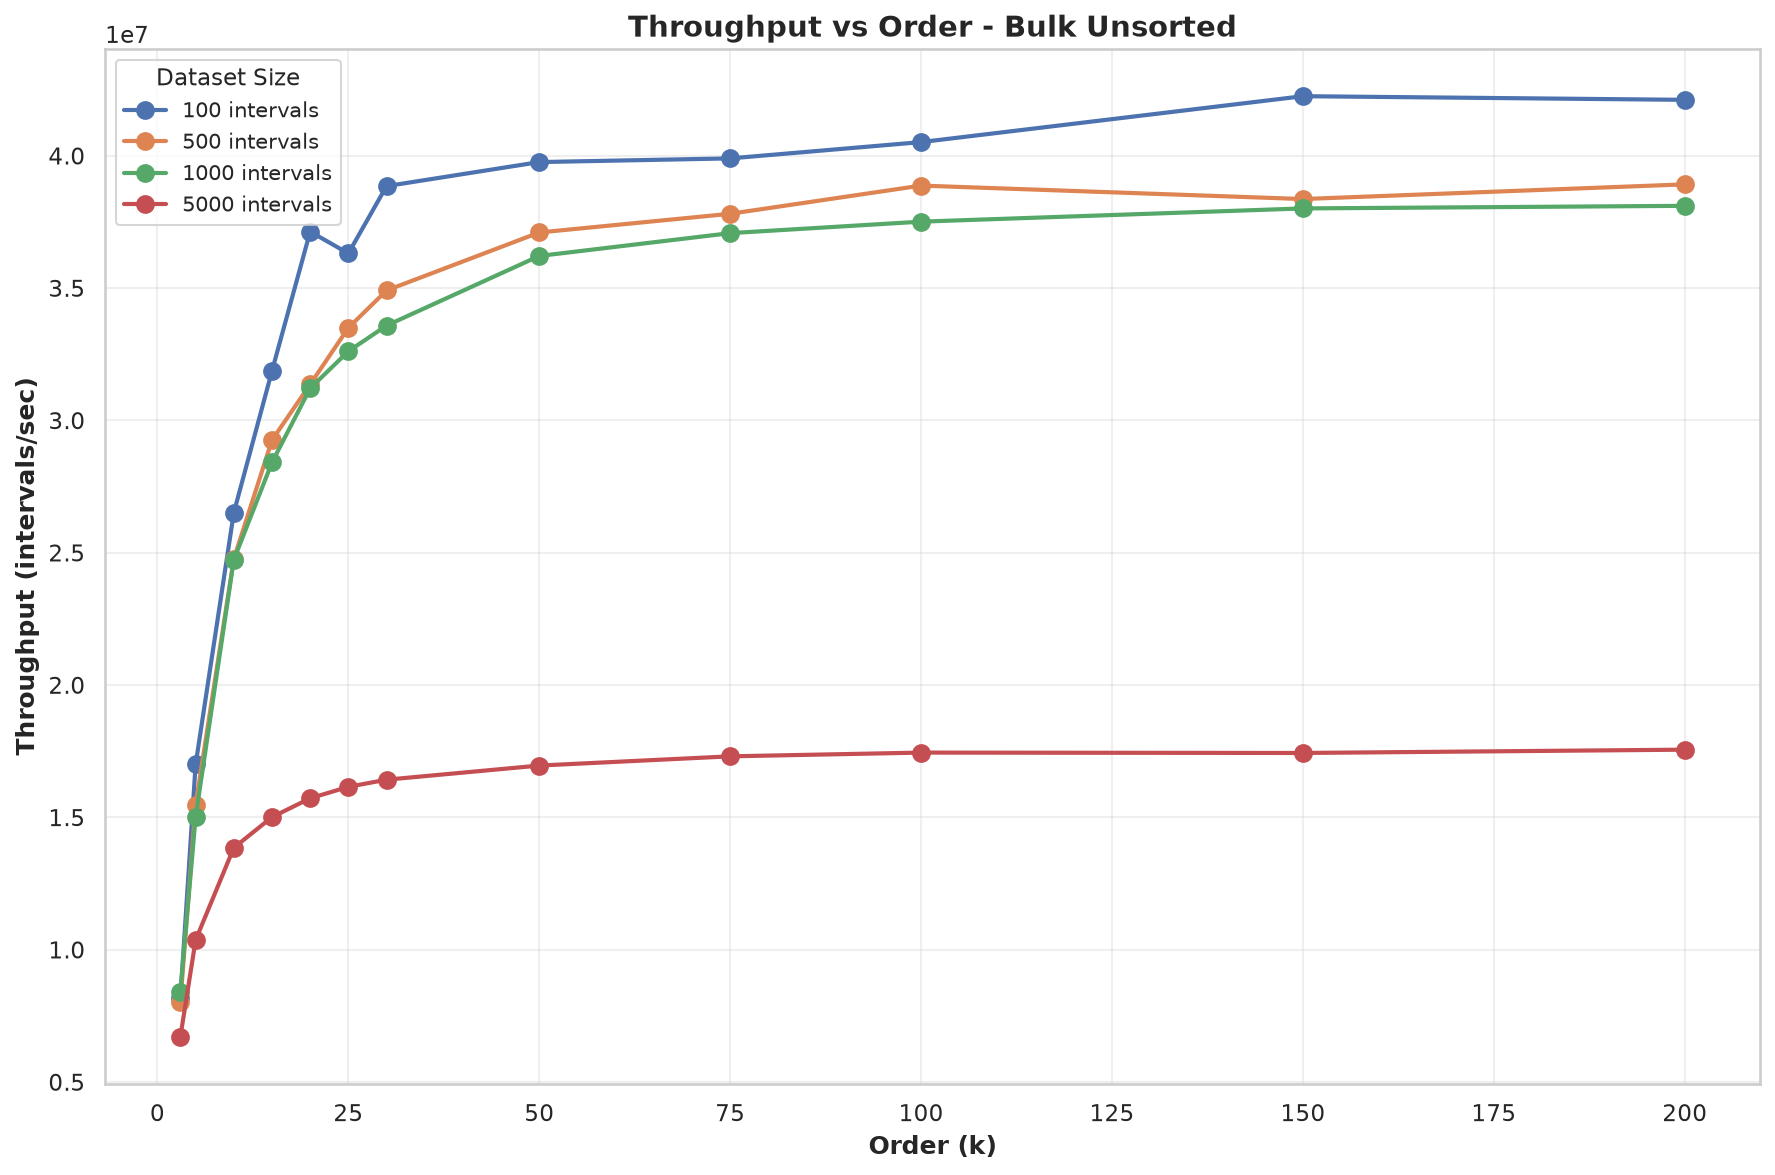 Throughput vs Order - Bulk Unsorted
1e7
Dataset Size
100 intervals
500 intervals
1000 intervals
5000 intervals
4.0
3.5
3.0
2.5
2.0
1.5
1.0
0.5
Throughput (intervals/sec)
0 25 50 75 100 125 150 175 200
Order (k)